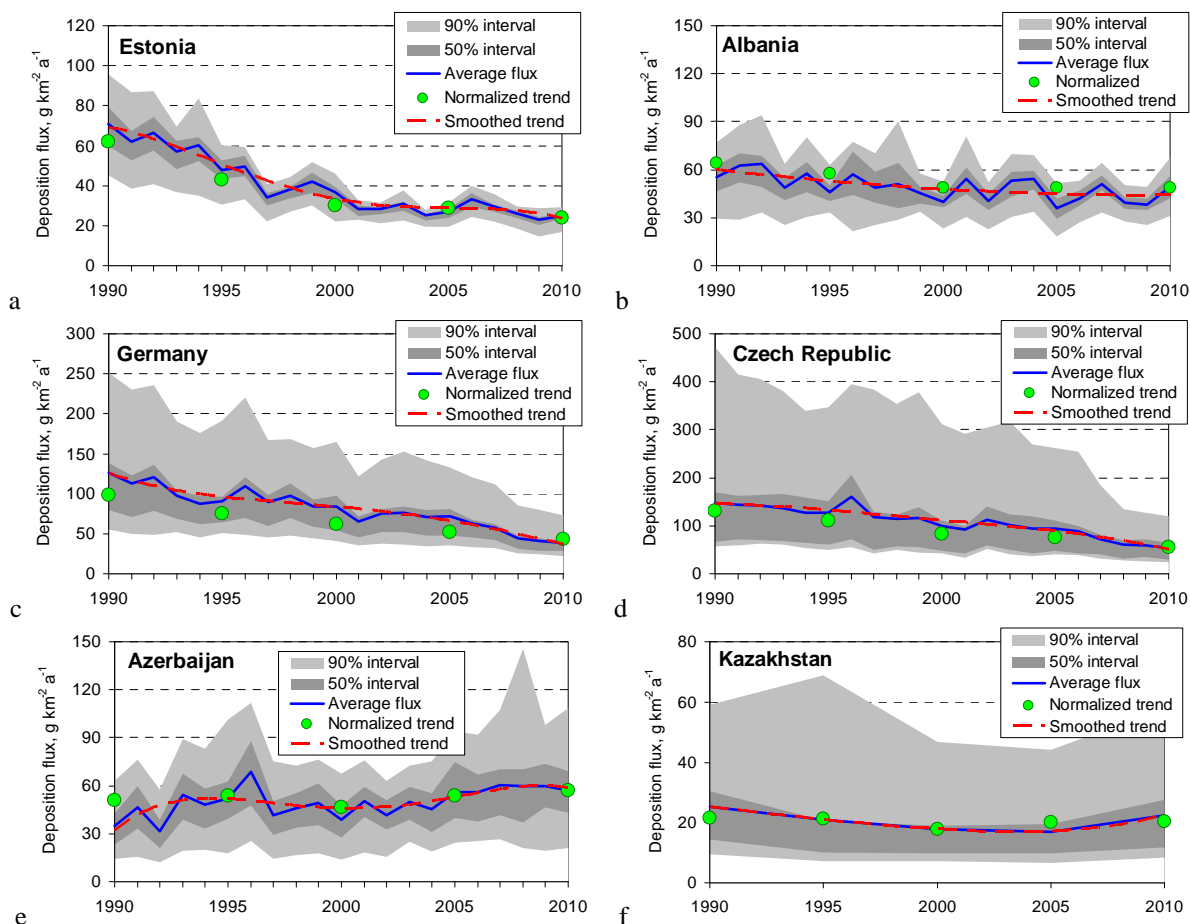 Estonia
90% interval
50% interval
Average flux
Normalized trend
Smoothed trend
Deposition flux, g km-2 a-1
120
100
80
60
40
20
0
1990 1995 2000 2005 2010
a
Albania
90% interval
50% interval
Average flux
Normalized
Smoothed trend
Deposition flux, g km-2 a-1
150
120
90
60
30
0
1990 1995 2000 2005 2010
b
Germany
90% interval
50% interval
Average flux
Normalized trend
Smoothed trend
Deposition flux, g km-2 a-1
300
250
200
150
100
50
0
1990 1995 2000 2005 2010
c
Czech Republic
90% interval
50% interval
Average flux
Normalized trend
Smoothed trend
Deposition flux, g km-2 a-1
500
400
300
200
100
0
1990 1995 2000 2005 2010
d
Azerbaijan
90% interval
50% interval
Average flux
Normalized trend
Smoothed trend
Deposition flux, g km-2 a-1
150
120
90
60
30
0
1990 1995 2000 2005 2010
e
Kazakhstan
90% interval
50% interval
Average flux
Normalized trend
Smoothed trend
Deposition flux, g km-2 a-1
80
60
40
20
0
1990 1995 2000 2005 2010
f